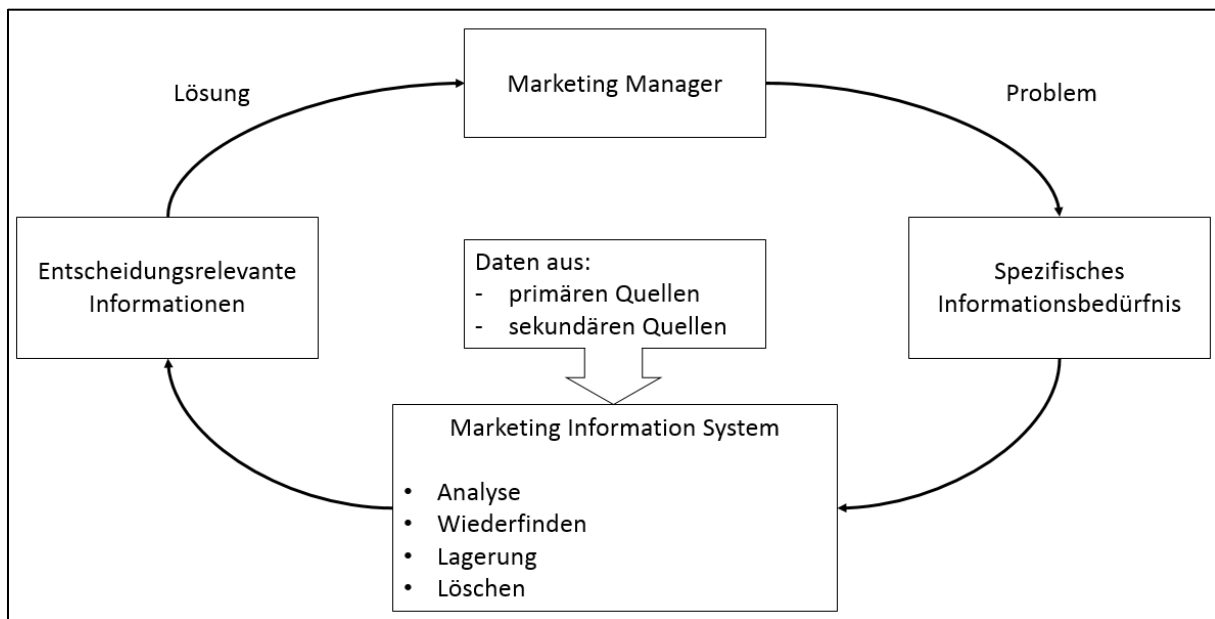 Marketing Manager
Lösung
Problem
Entscheidungsrelevante
Informationen
Daten aus:
- primären Quellen
- sekundären Quellen
Spezifisches
Informationsbedürfnis
Marketing Information System
• Analyse
• Wiederfinden
• Lagerung
• Löschen